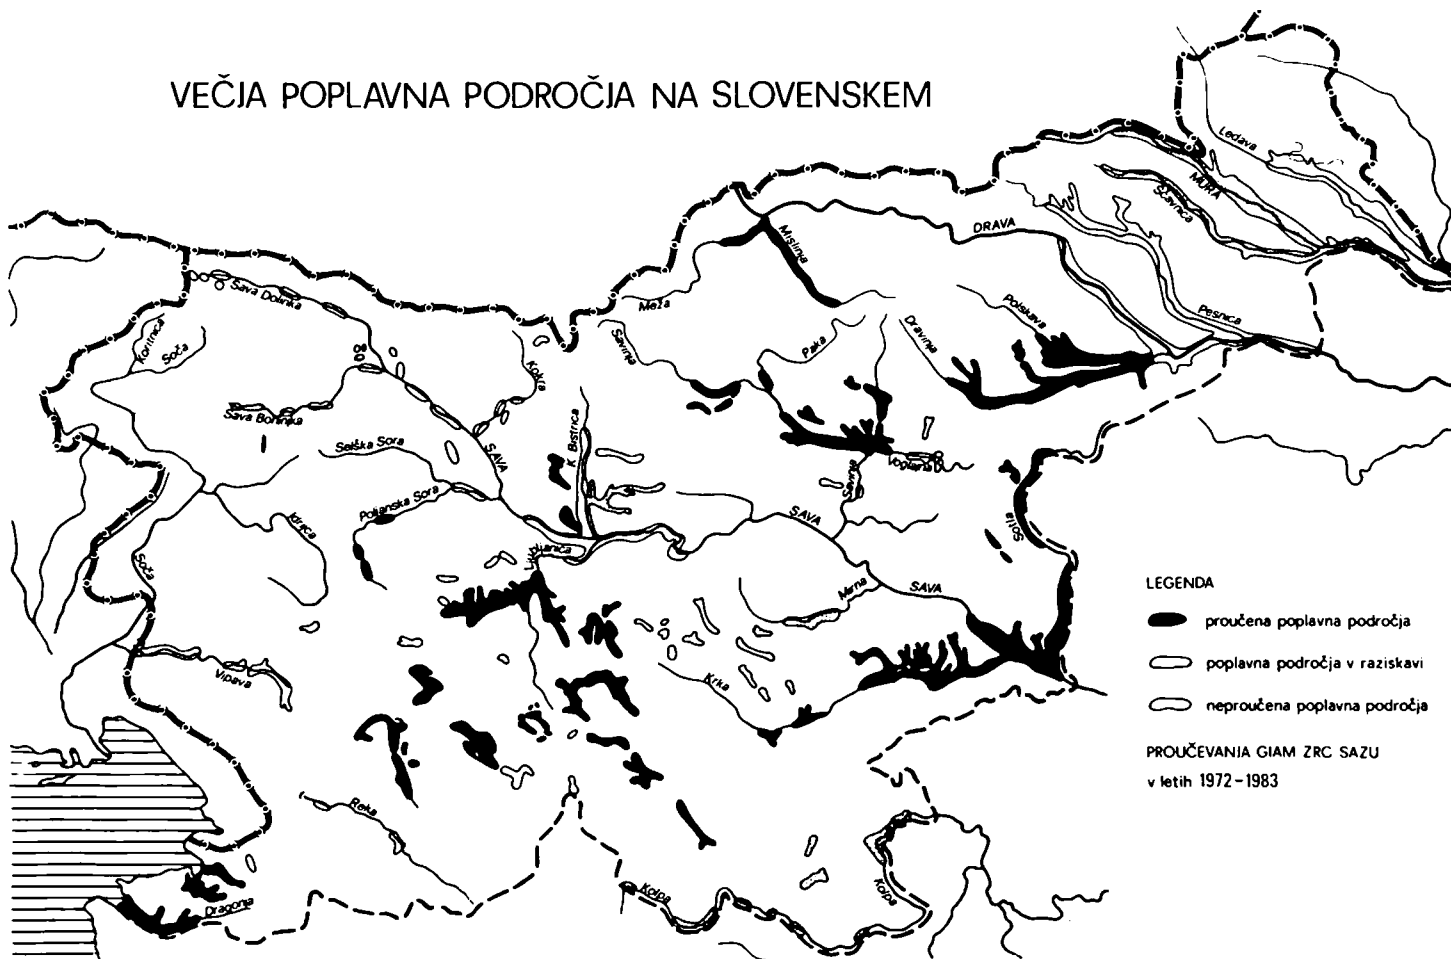 VEČJA POPLAVNA PODROČJA NA SLOVENSKEM
Ledava
MURA
Ščavnica
DRAVA
Mislinja
Sava Dolinka
Meža
Polskava
Pesnica
Koritnica
Soča
Savinja
Paka
Dravinja
Kokra
Sava Bohinjka
Selška Sora
SAVA
K. Bistrica
Voglajna
Savinja
Poljanska Sora
Idrijca
SAVA
Sotla
Ljubljanica
Soča
Mirna
SAVA
LEGENDA
proučena poplavna področja
poplavna področja v raziskavi
neproučena poplavna področja
PROUČEVANJA GIAM ZRC SAZU
v letih 1972-1983
Vipava
Krka
Reka
Kolpa
Kolpa
Dragonja